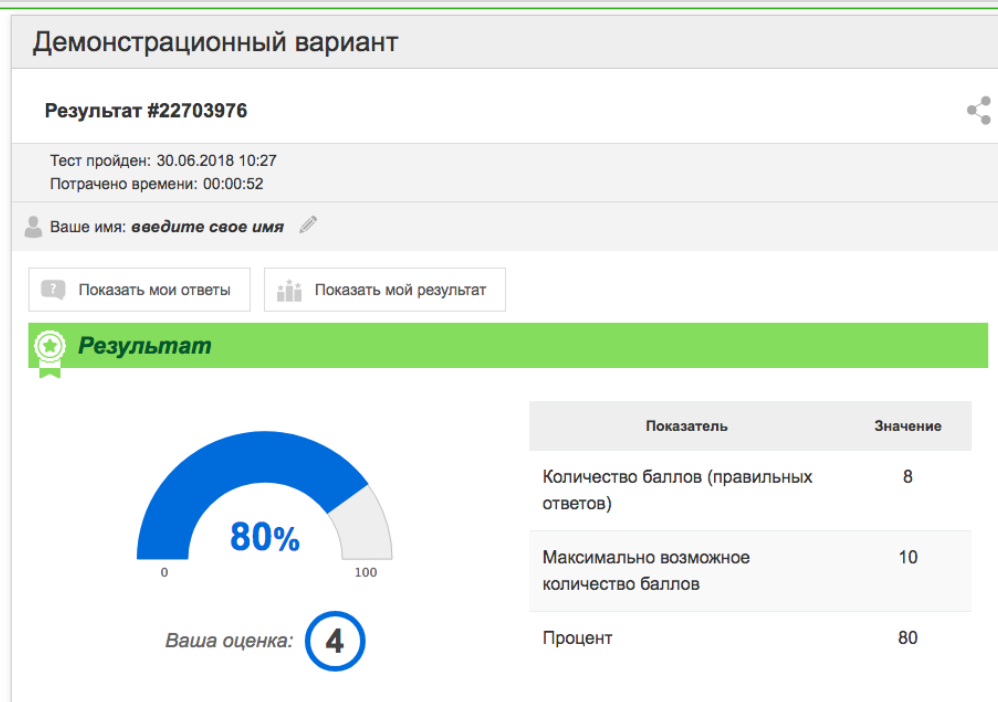 Демонстрационный вариант
Результат #22703976
Тест пройден: 30.06.2018 10:27
Потрачено времени: 00:00:52
Ваше имя: введите свое имя
? Показать мои ответы
Показать мой результат
Результат
Показатель Значение
Количество баллов (правильных 8
ответов)
Максимально возможное 10
количество баллов
Процент 80
80%
0 100
Ваша оценка: 4